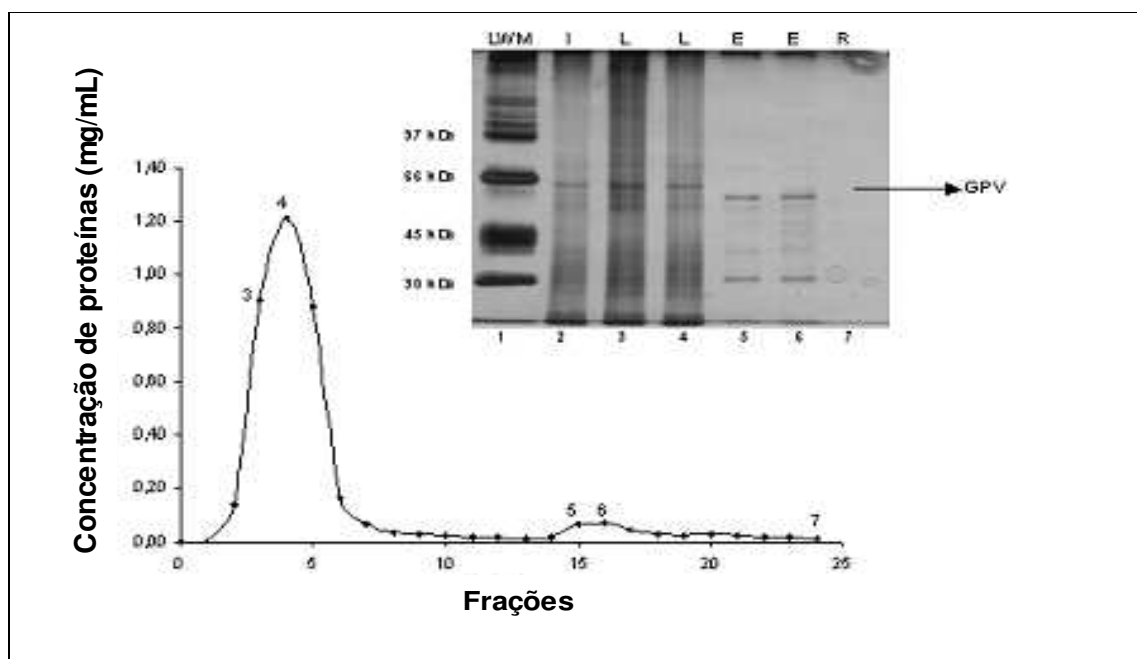 LWM I L L E E R
97 kDa
66 kDa
45 kDa
30 kDa
GPV
1 2 3 4 5 6 7
Concentração de proteínas (mg/mL)
1,40
1,20
1,00
0,80
0,60
0,40
0,20
0,00
4
3
5 6 7
0 5 10 15 20 25
Frações